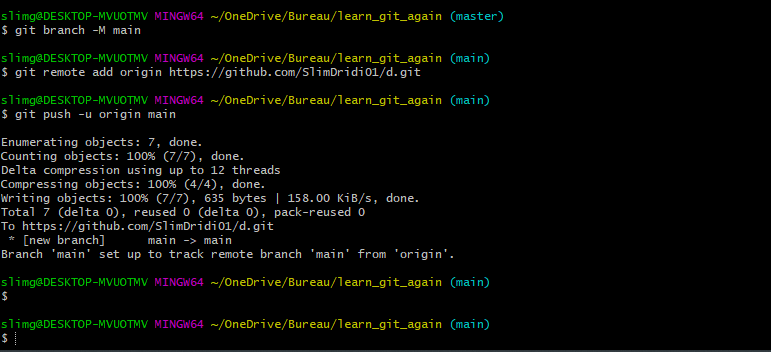 slimg@DESKTOP-MVUOTMV MINGW64 ~/OneDrive/Bureau/learn_git_again (master)
$ git branch -M main
slimg@DESKTOP-MVUOTMV MINGW64 ~/OneDrive/Bureau/learn_git_again (main)
$ git remote add origin https://github.com/SlimDridi01/d.git
slimg@DESKTOP-MVUOTMV MINGW64 ~/OneDrive/Bureau/learn_git_again (main)
$ git push -u origin main
Enumerating objects: 7, done.
Counting objects: 100% (7/7), done.
Delta compression using up to 12 threads
Compressing objects: 100% (4/4), done.
Writing objects: 100% (7/7), 635 bytes | 158.00 KiB/s, done.
Total 7 (delta 0), reused 0 (delta 0), pack-reused 0
To https://github.com/SlimDridi01/d.git
 * [new branch]      main -> main
Branch 'main' set up to track remote branch 'main' from 'origin'.
slimg@DESKTOP-MVUOTMV MINGW64 ~/OneDrive/Bureau/learn_git_again (main)
$
slimg@DESKTOP-MVUOTMV MINGW64 ~/OneDrive/Bureau/learn_git_again (main)
$